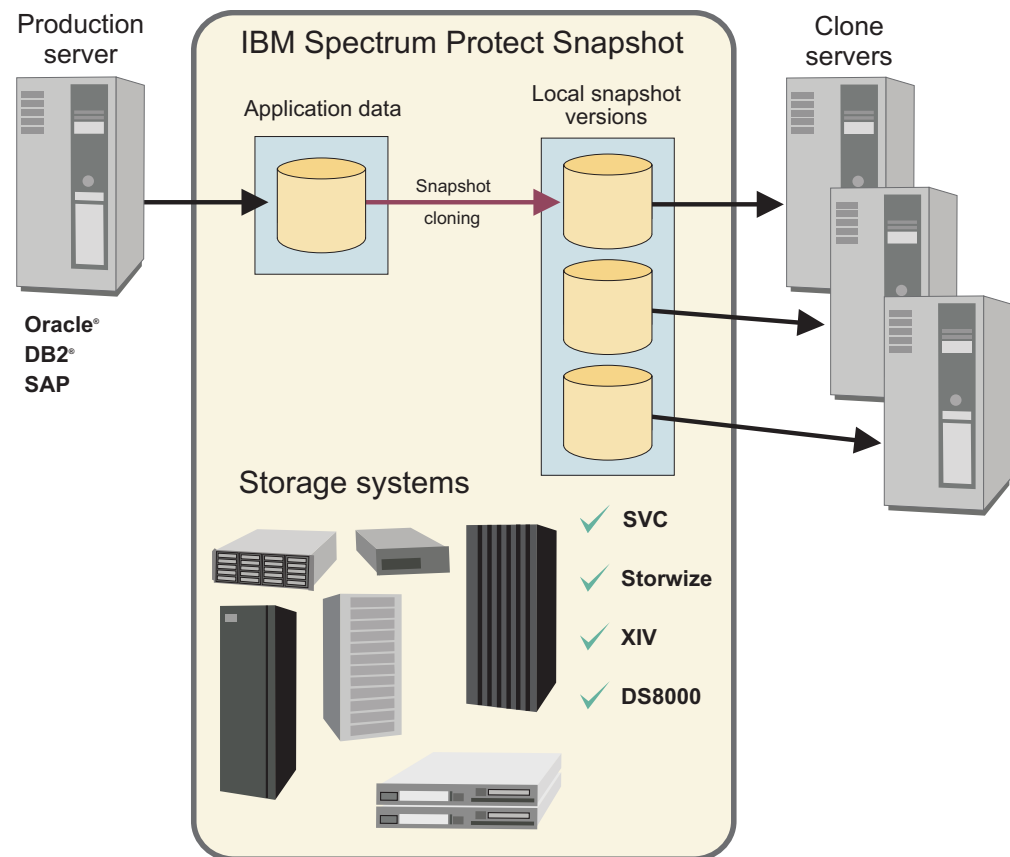 Production
server
IBM Spectrum Protect Snapshot
Clone
servers
Application data
Local snapshot
versions
Snapshot
cloning
Oracle®
DB2®
SAP
Storage systems
SVC
Storwize
XIV
DS8000